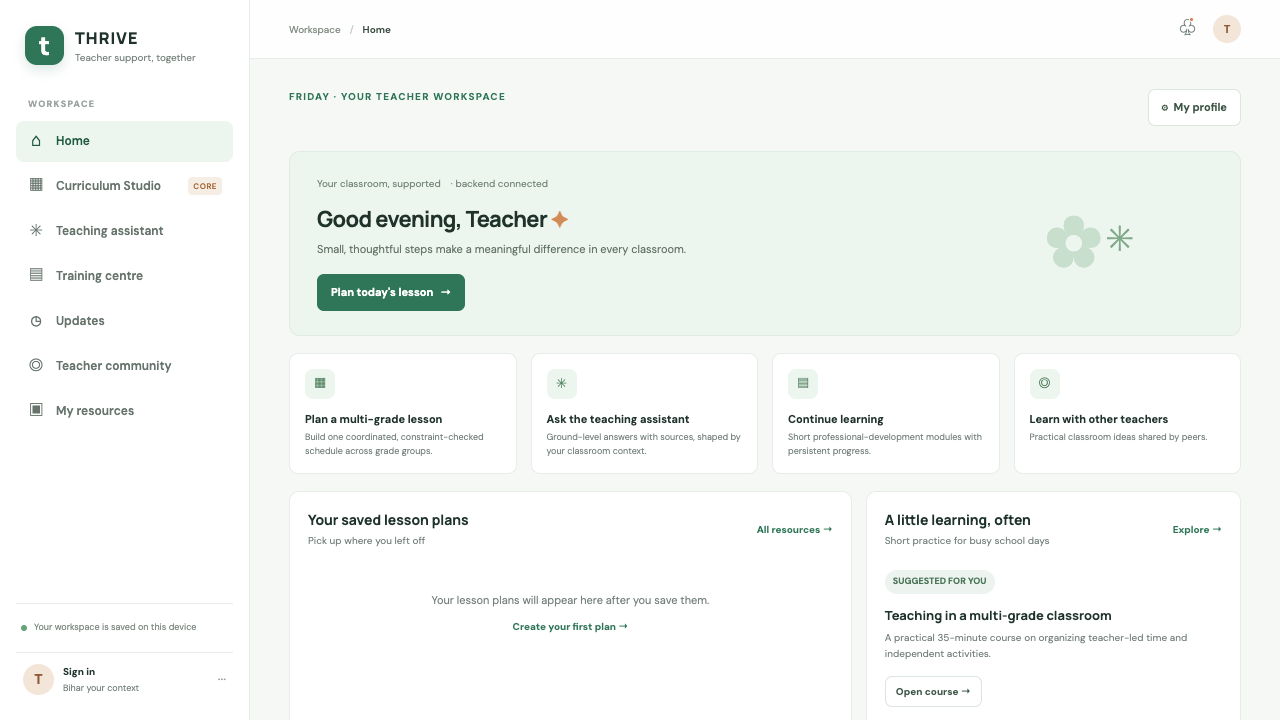 t
THRIVE
Teacher support, together
WORKSPACE
Home
Curriculum Studio
CORE
Teaching assistant
Training centre
Updates
Teacher community
My resources
Your workspace is saved on this device
T
Sign in
Bihar your context
...
Workspace / Home
T
FRIDAY · YOUR TEACHER WORKSPACE
My profile
Your classroom, supported · backend connected
Good evening, Teacher
Small, thoughtful steps make a meaningful difference in every classroom.
Plan today's lesson →
Plan a multi-grade lesson
Build one coordinated, constraint-checked
schedule across grade groups.
Ask the teaching assistant
Ground-level answers with sources, shaped by
your classroom context.
Continue learning
Short professional-development modules with
persistent progress.
Learn with other teachers
Practical classroom ideas shared by peers.
Your saved lesson plans
Pick up where you left off
All resources →
Your lesson plans will appear here after you save them.
Create your first plan →
A little learning, often
Short practice for busy school days
Explore →
SUGGESTED FOR YOU
Teaching in a multi-grade classroom
A practical 35-minute course on organizing teacher-led time and
independent activities.
Open course →